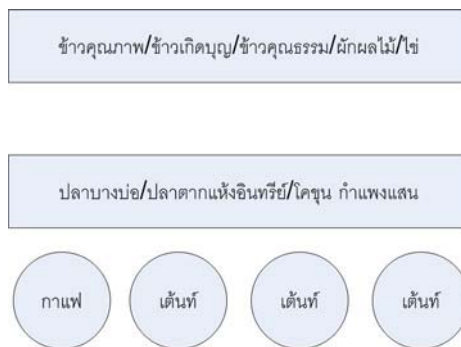 ข้าวคุณภาพ/ข้าวเกิดบุญ/ข้าวคุณธรรม/ผักผลไม้/ไข่
ปลาบางบ่อ/ปลาตากแห้งอินทรีย์/โคขุน กำแพงแสน
กาแฟ เต้นท์ เต้นท์ เต้นท์